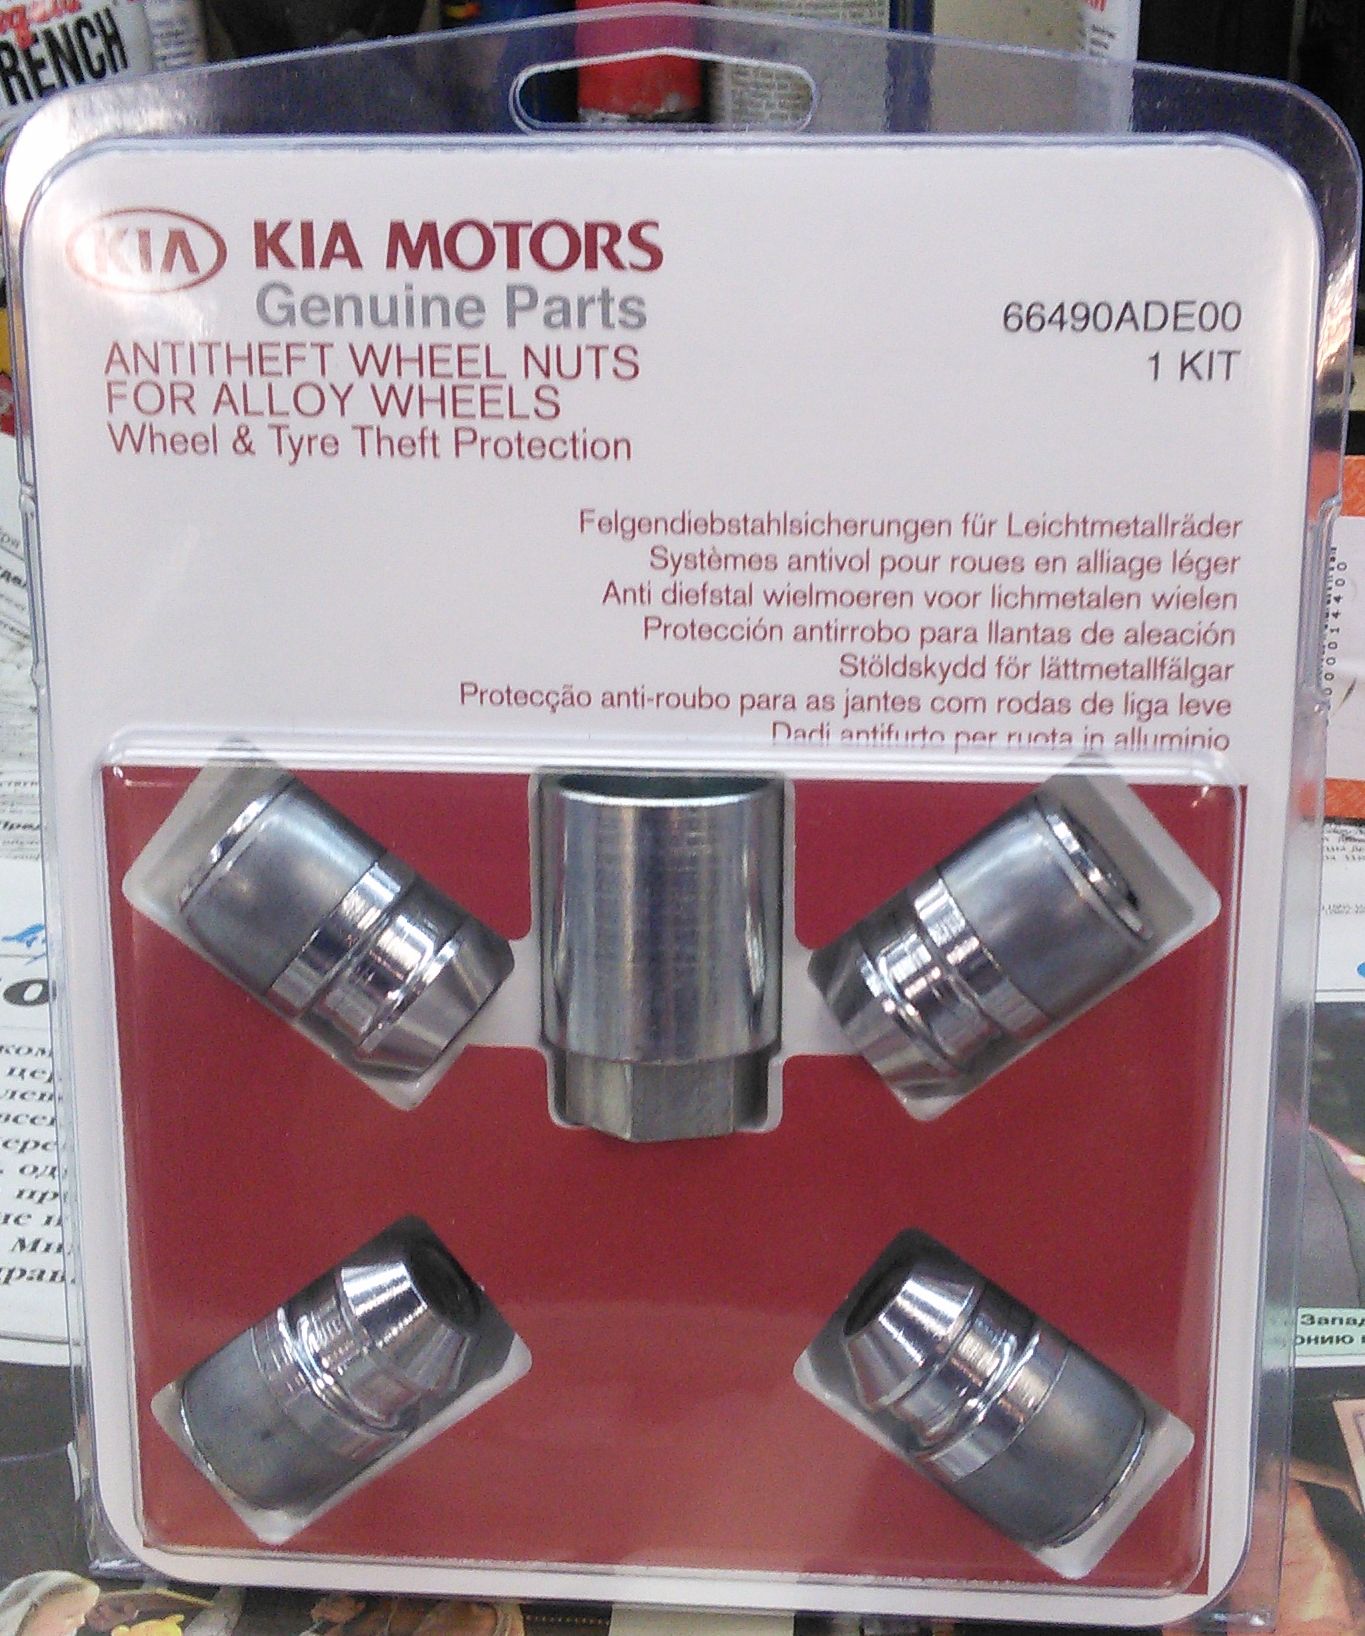 RENCH
KIA KIA MOTORS
Genuine Parts
ANTITHEFT WHEEL NUTS
FOR ALLOY WHEELS
Wheel & Tyre Theft Protection
66490ADE00
1 KIT
Felgendiebstahlsicherungen für Leichtmetallräder
Systèmes antivol pour roues en alliage léger
Anti diefstal wielmoeren voor lichmetalen wielen
Protección antirrobo para llantas de aleación
Stöldskydd för lättmetallfälgar
Protecção anti-roubo para as jantes com rodas de liga leve
Dadi antifurto per ruota in alluminio
Запад